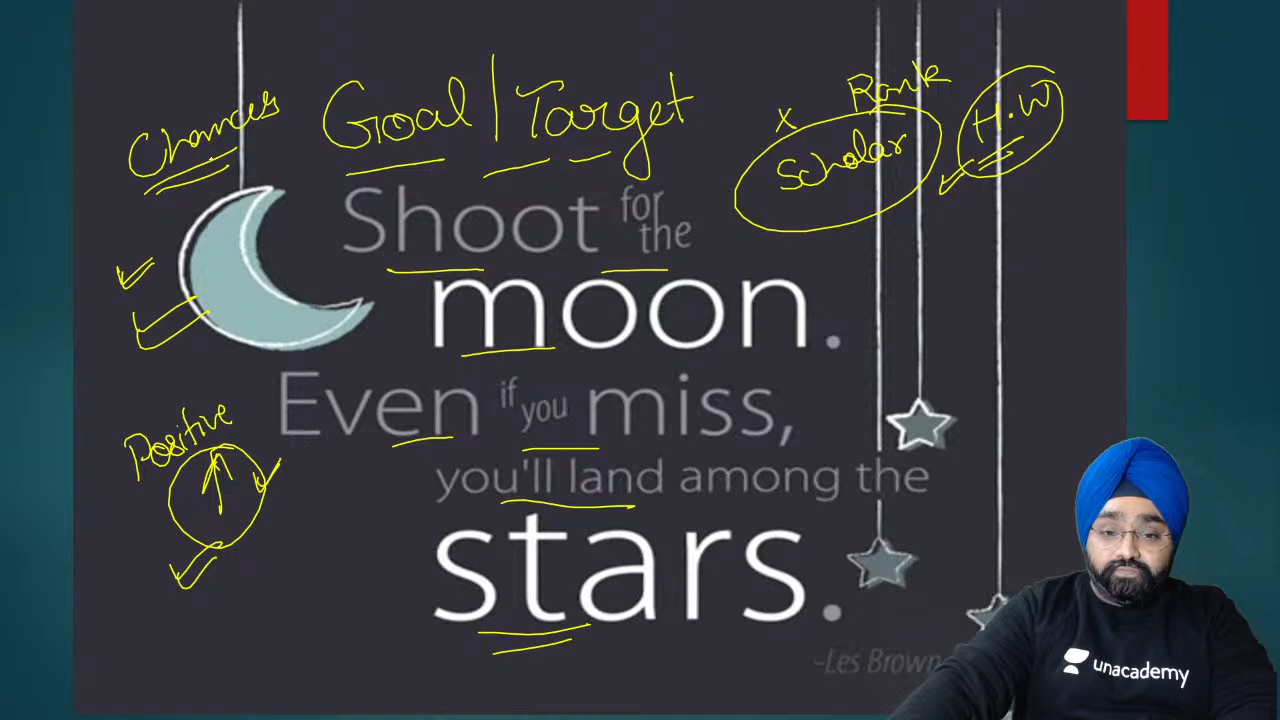 Chances
Goal | Target
Rank
x
Scholar
H.W
Shoot for the
moon.
Even if you miss,
you'll land among the
stars.
Positive
-Les Brown
unacademy